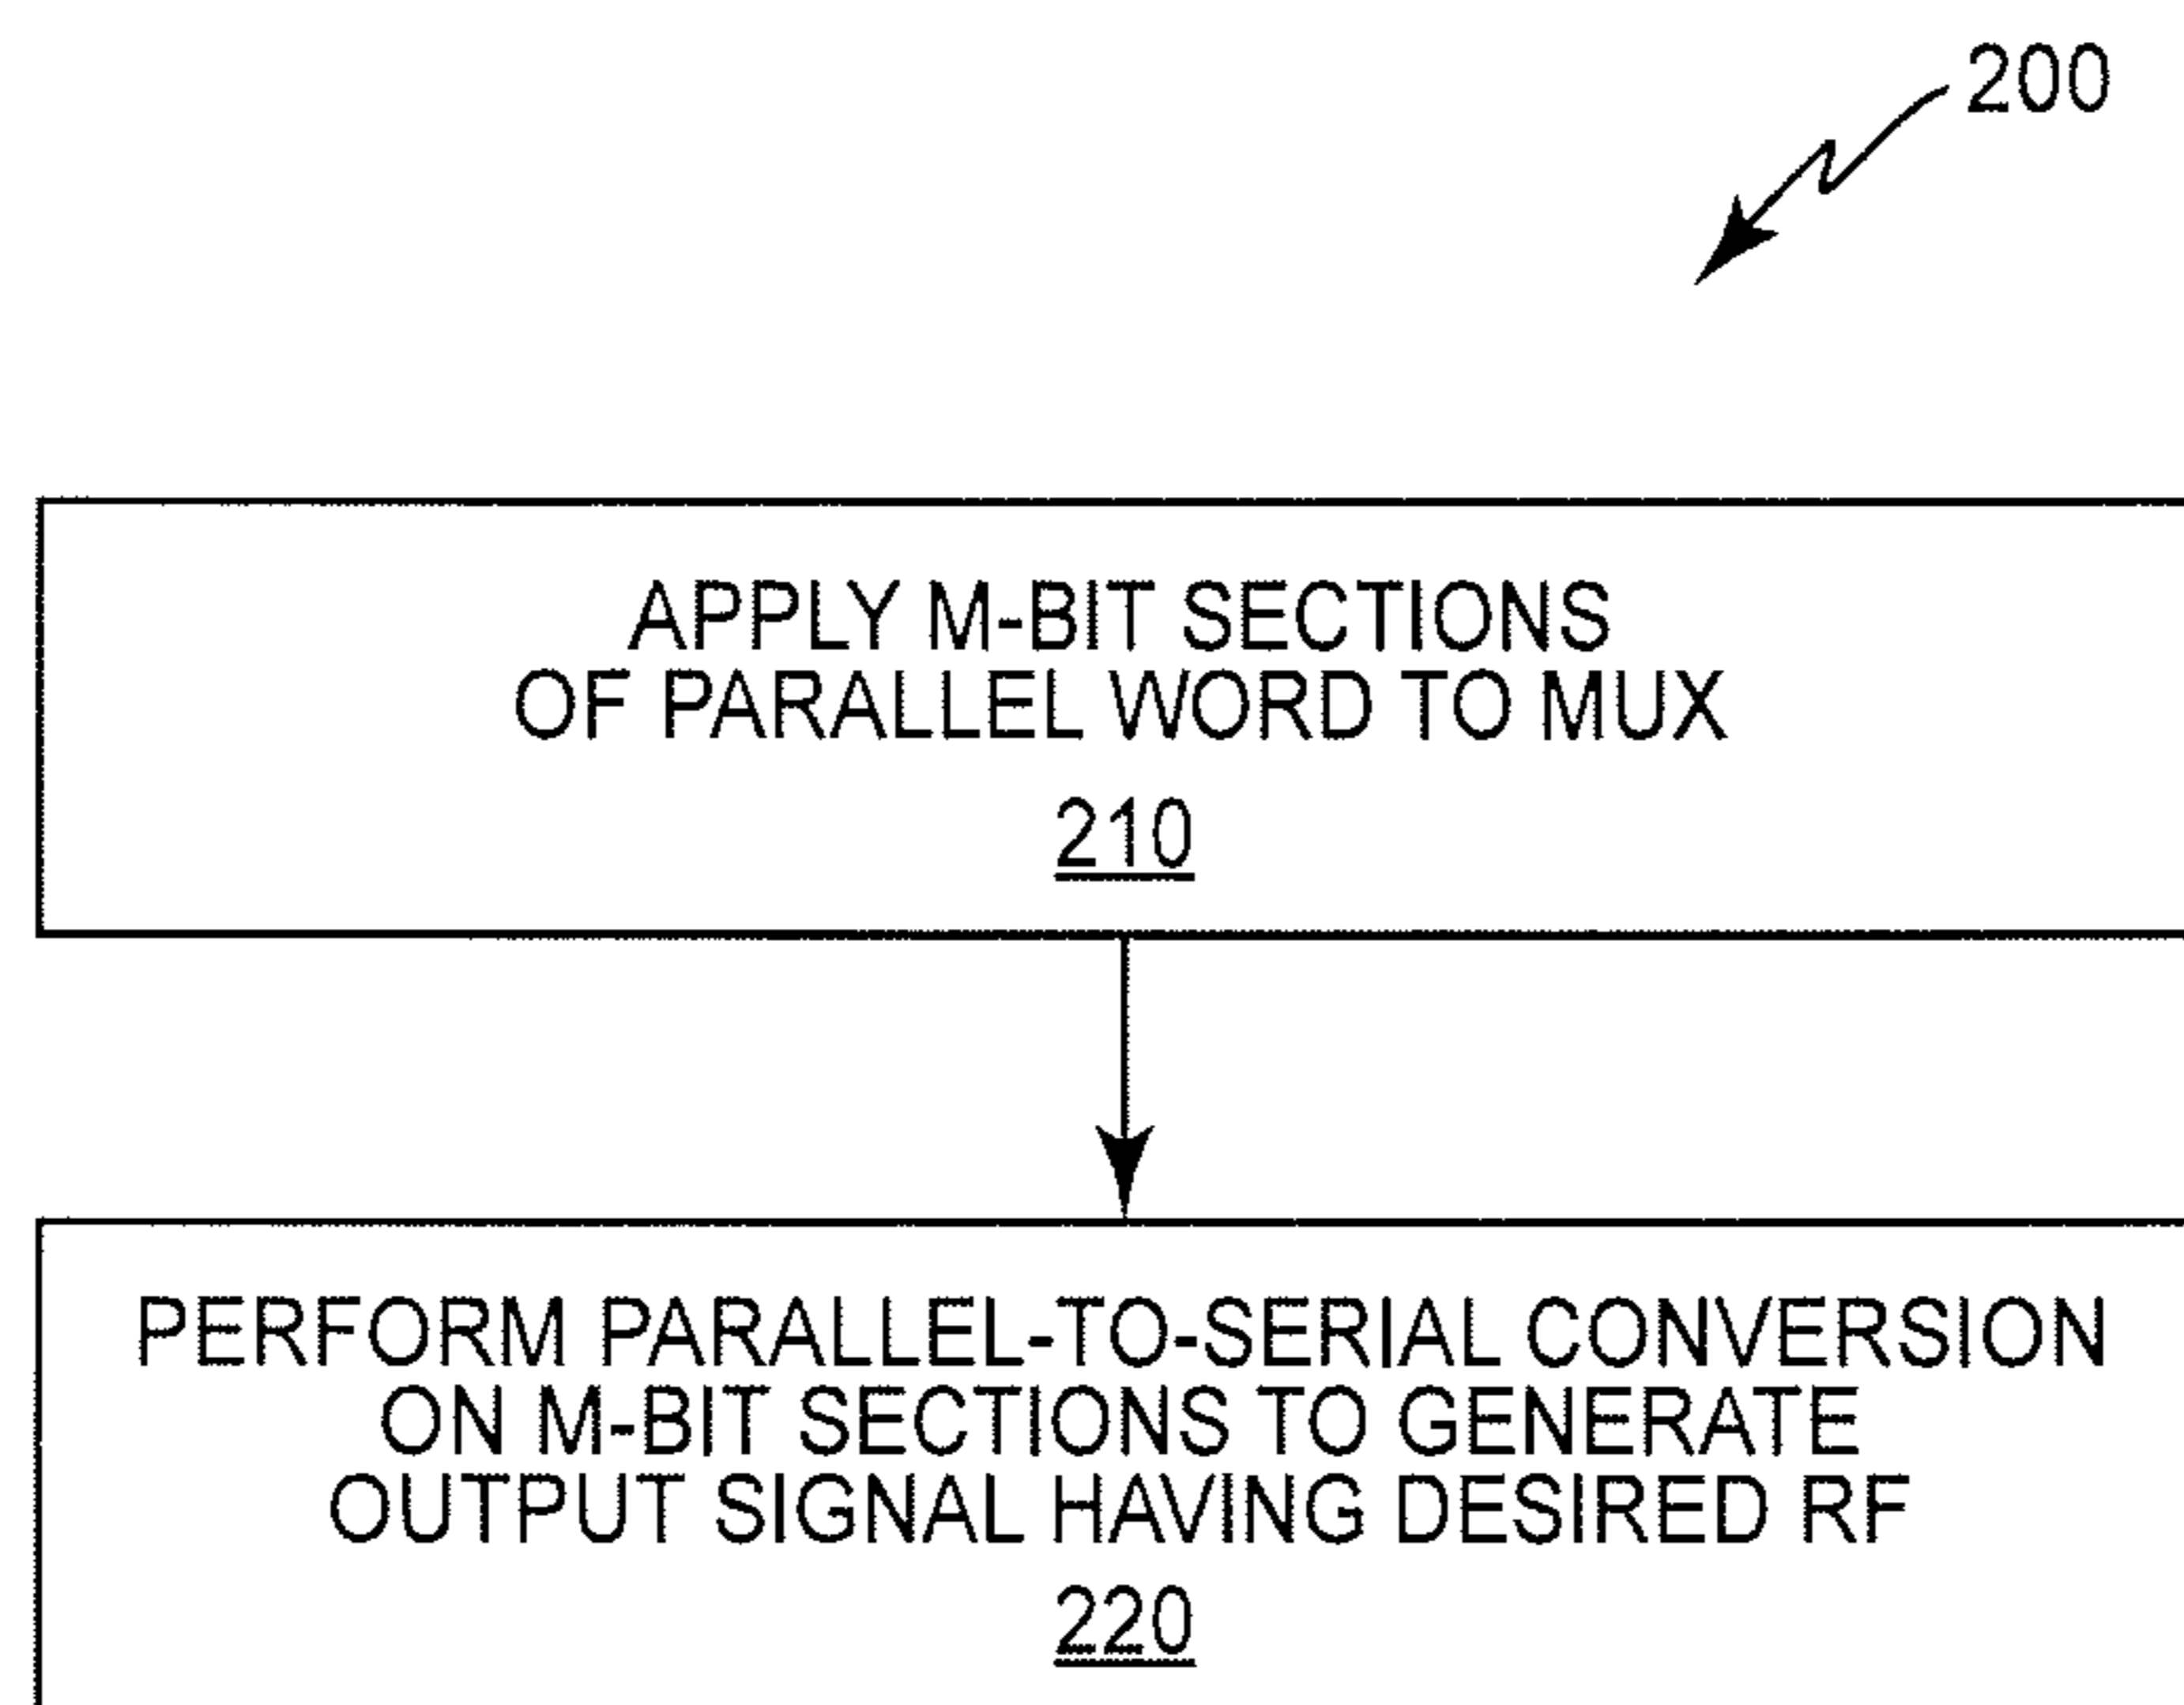 200
APPLY M-BIT SECTIONS
OF PARALLEL WORD TO MUX
210
PERFORM PARALLEL-TO-SERIAL CONVERSION
ON M-BIT SECTIONS TO GENERATE
OUTPUT SIGNAL HAVING DESIRED RF
220